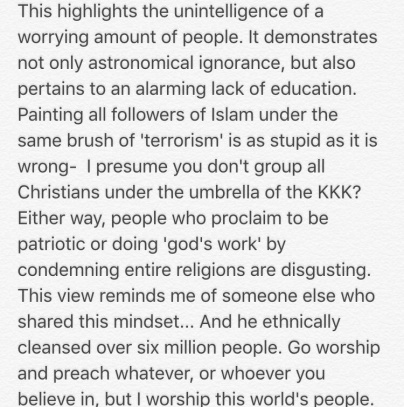 This highlights the unintelligence of a
worrying amount of people. It demonstrates
not only astronomical ignorance, but also
pertains to an alarming lack of education.
Painting all followers of Islam under the
same brush of 'terrorism' is as stupid as it is
wrong-  I presume you don't group all
Christians under the umbrella of the KKK?
Either way, people who proclaim to be
patriotic or doing 'god's work' by
condemning entire religions are disgusting.
This view reminds me of someone else who
shared this mindset... And he ethnically
cleansed over six million people. Go worship
and preach whatever, or whoever you
believe in, but I worship this world's people.